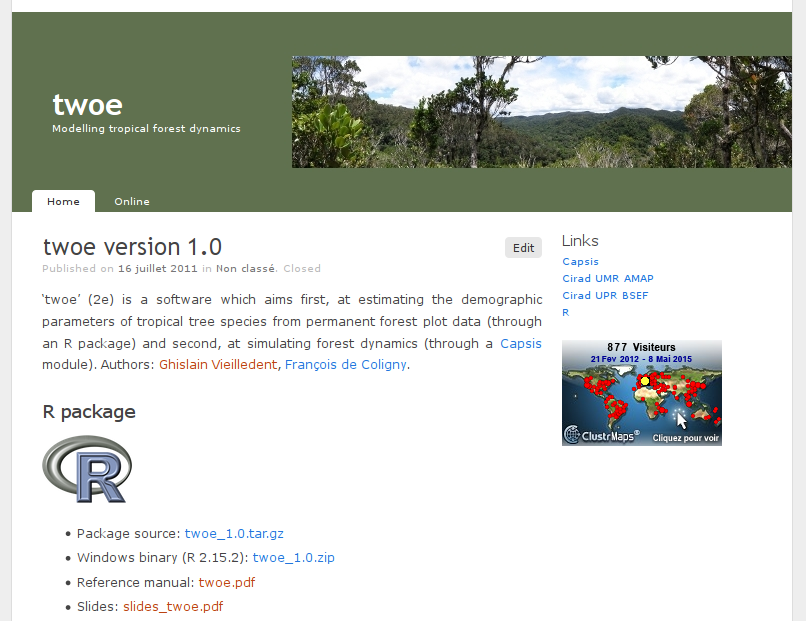 twoe
Modelling tropical forest dynamics
Home
Online
twoe version 1.0
Edit
Published on 16 juillet 2011 in Non classé. Closed
'twoe' (2e) is a software which aims first, at estimating the demographic
parameters of tropical tree species from permanent forest plot data (through
an R package) and second, at simulating forest dynamics (through a Capsis
module). Authors: Ghislain Vieilledent, François de Coligny.
R package
R
• Package source: twoe_1.0.tar.gz
• Windows binary (R 2.15.2): twoe_1.0.zip
• Reference manual: twoe.pdf
• Slides: slides_twoe.pdf
Links
Capsis
Cirad UMR AMAP
Cirad UPR BSEF
R
877 Visiteurs
21 Fev 2012 - 8 Mai 2015
ClustrMaps®
Cliquez pour voir